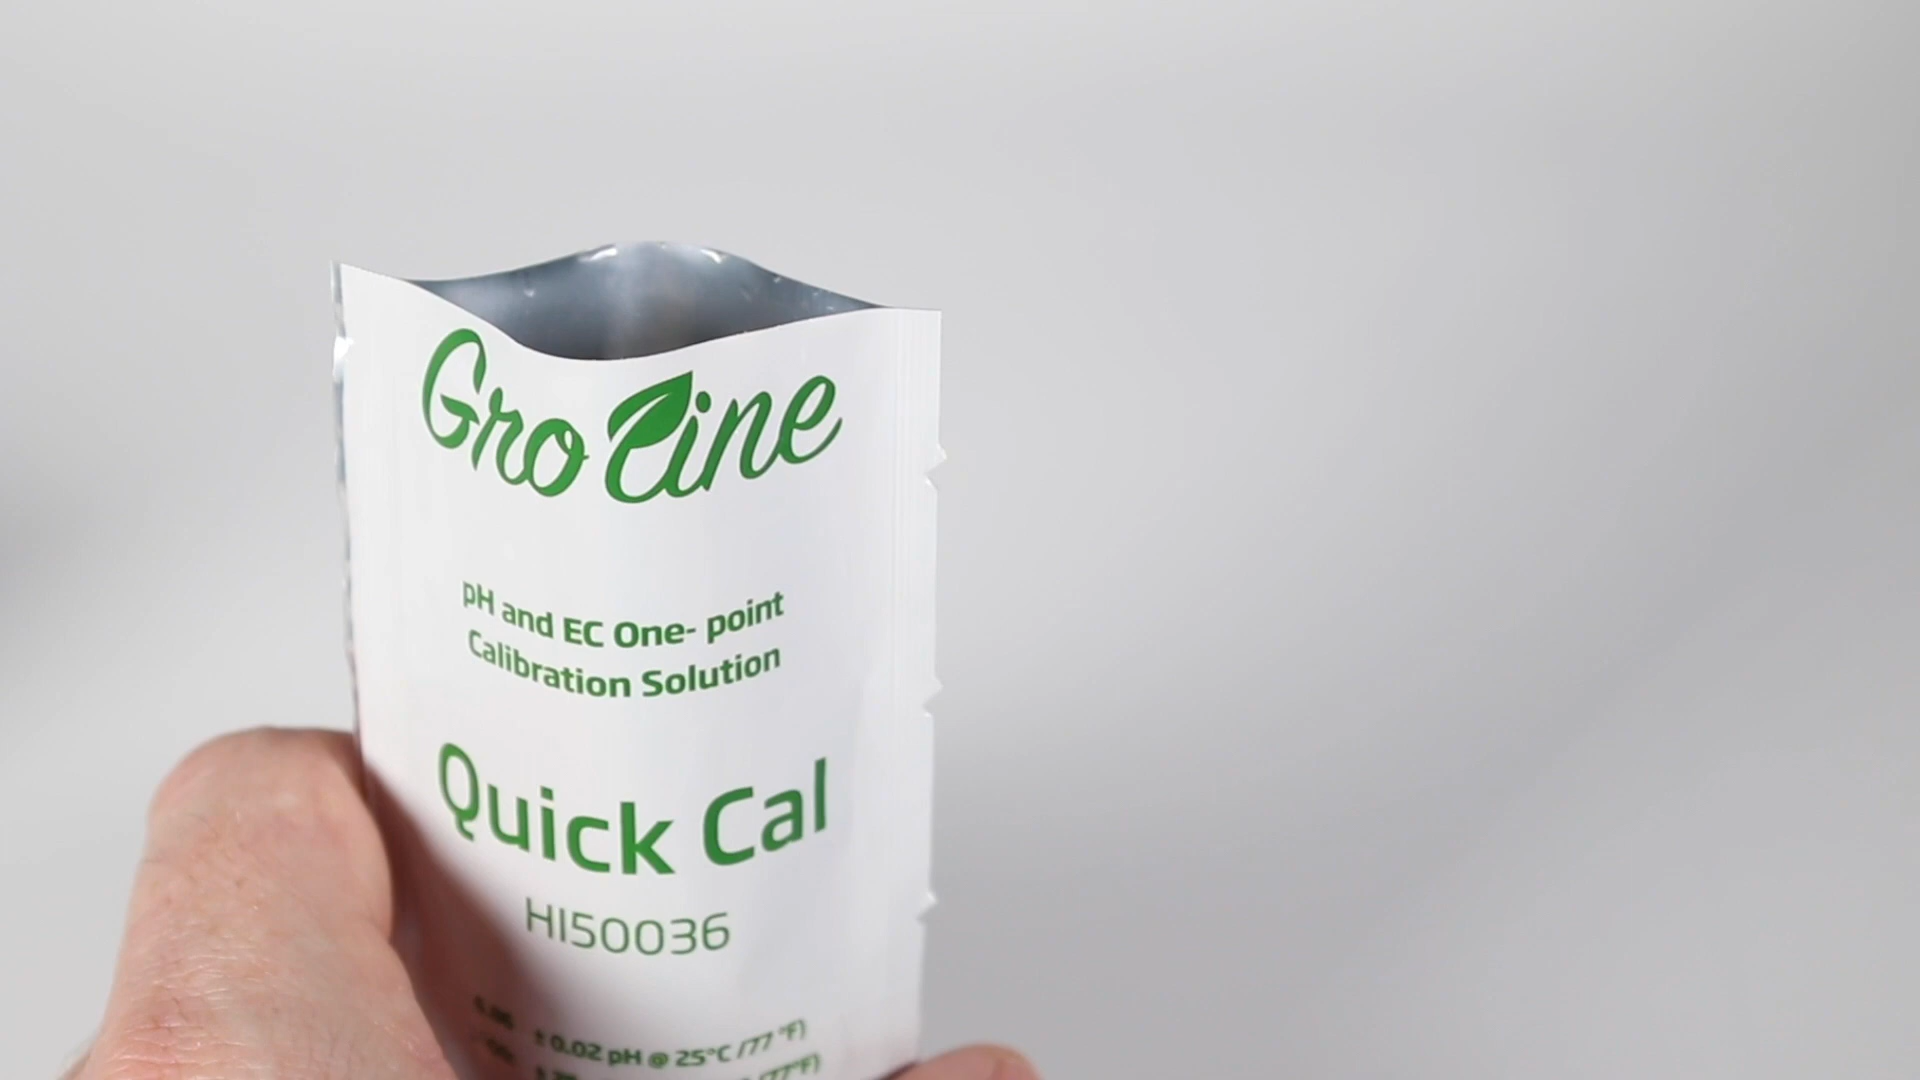 GroLine
pH and EC One- point
Calibration Solution
Quick Cal
HI50036
± 0.02 pH @ 25°C /77 °F)